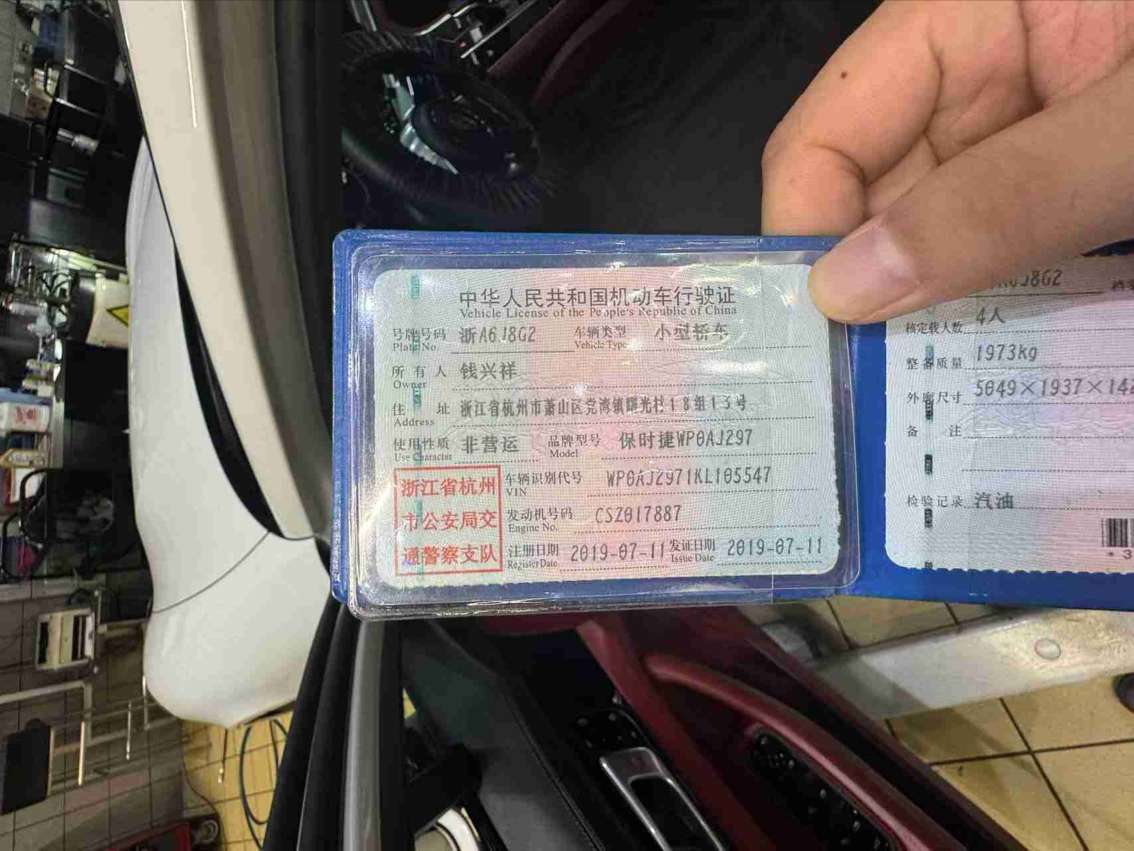 中华人民共和国机动车行驶证
Vehicle License of the People's Republic of China
号牌号码 浙A6J8G2 车辆类型 小型轿车
Plate No. Vehicle Type
所有人 钱兴祥
Owner
住址 浙江省杭州市萧山区党湾镇曙光村18组13号
Address
使用性质 非营运 品牌型号 保时捷WP0AJ297
Use Character Model
浙江省杭州
市公安局交
通警察支队
车辆识别代号 WP0AJ2971KL105547
VIN
发动机号码 CSZ017887
Engine No.
注册日期 2019-07-11 发证日期 2019-07-11
Register Date Issue Date
核定载人数 4人
整备质量 1973kg
外廓尺寸 5049×1937×142
备注
检验记录 汽油